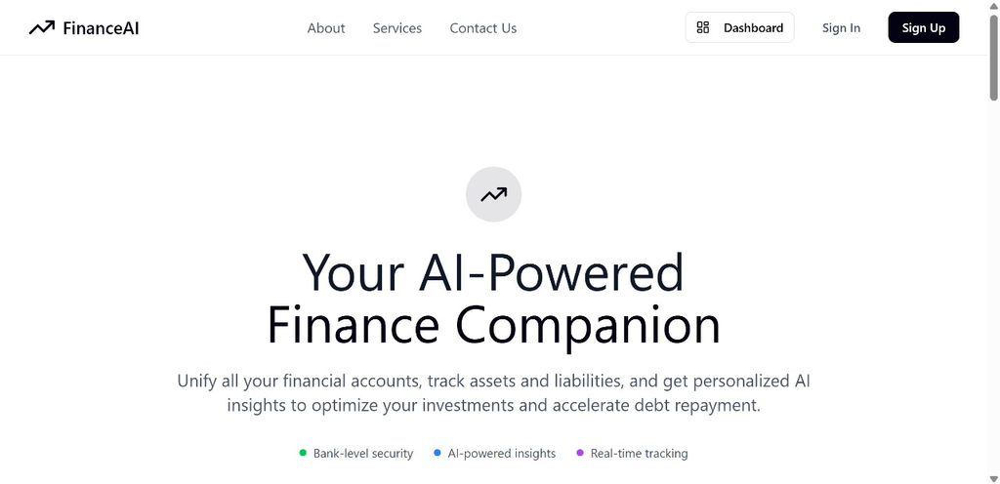 FinanceAI
About
Services
Contact Us
Dashboard
Sign In
Sign Up
Your AI-Powered
Finance Companion
Unify all your financial accounts, track assets and liabilities, and get personalized AI
insights to optimize your investments and accelerate debt repayment.
Bank-level security
AI-powered insights
Real-time tracking